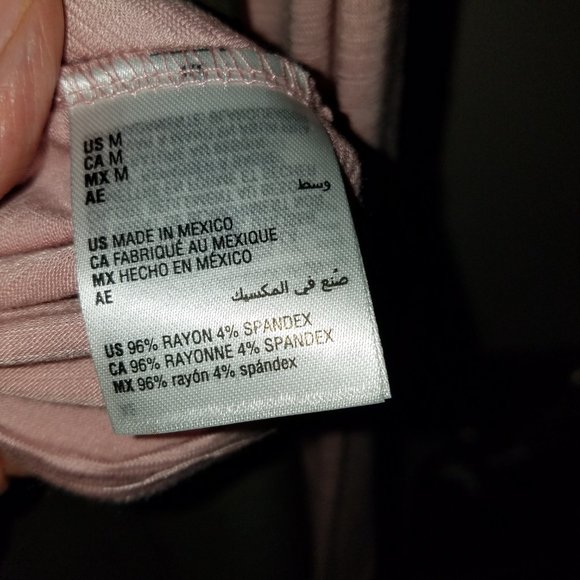 US M
CA M
MX M
AE وسط
US MADE IN MEXICO
CA FABRIQUÉ AU MEXIQUE
MX HECHO EN MÉXICO
AE صُنع في المكسيك
US 96% RAYON 4% SPANDEX
CA 96% RAYONNE 4% SPANDEX
MX 96% rayón 4% spándex